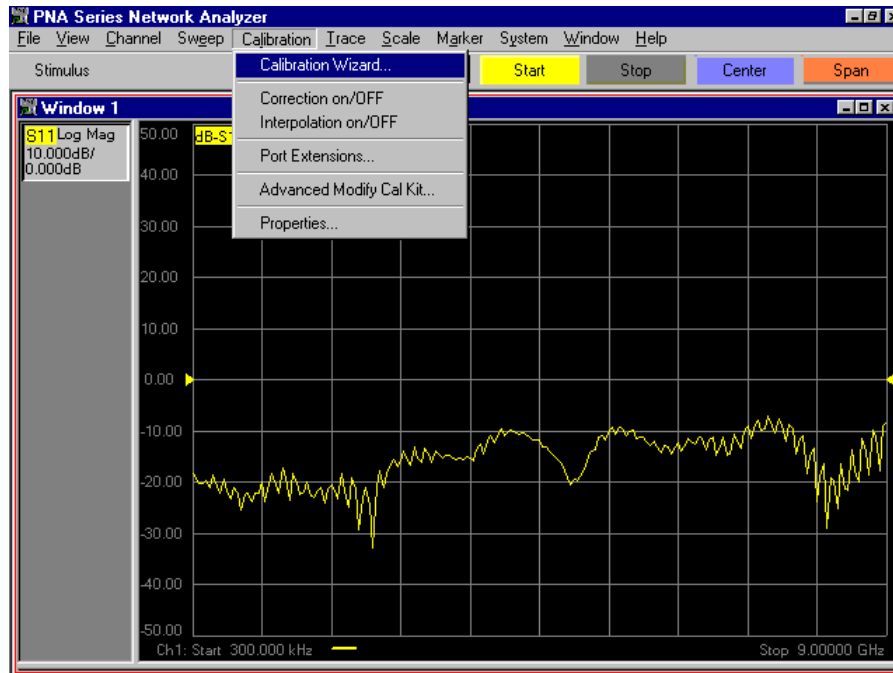 PNA Series Network Analyzer
File View Channel Sweep Calibration Trace Scale Marker System Window Help
Stimulus Start Stop Center Span
Calibration Wizard...
Correction on/OFF
Interpolation on/OFF
Port Extensions...
Advanced Modify Cal Kit...
Properties...
Window 1
S11 Log Mag
10.000dB/
0.000dB
50.00
dB-S
40.00
30.00
20.00
10.00
0.00
-10.00
-20.00
-30.00
-40.00
-50.00
Ch1: Start 300.000 kHz
Stop 9.00000 GHz